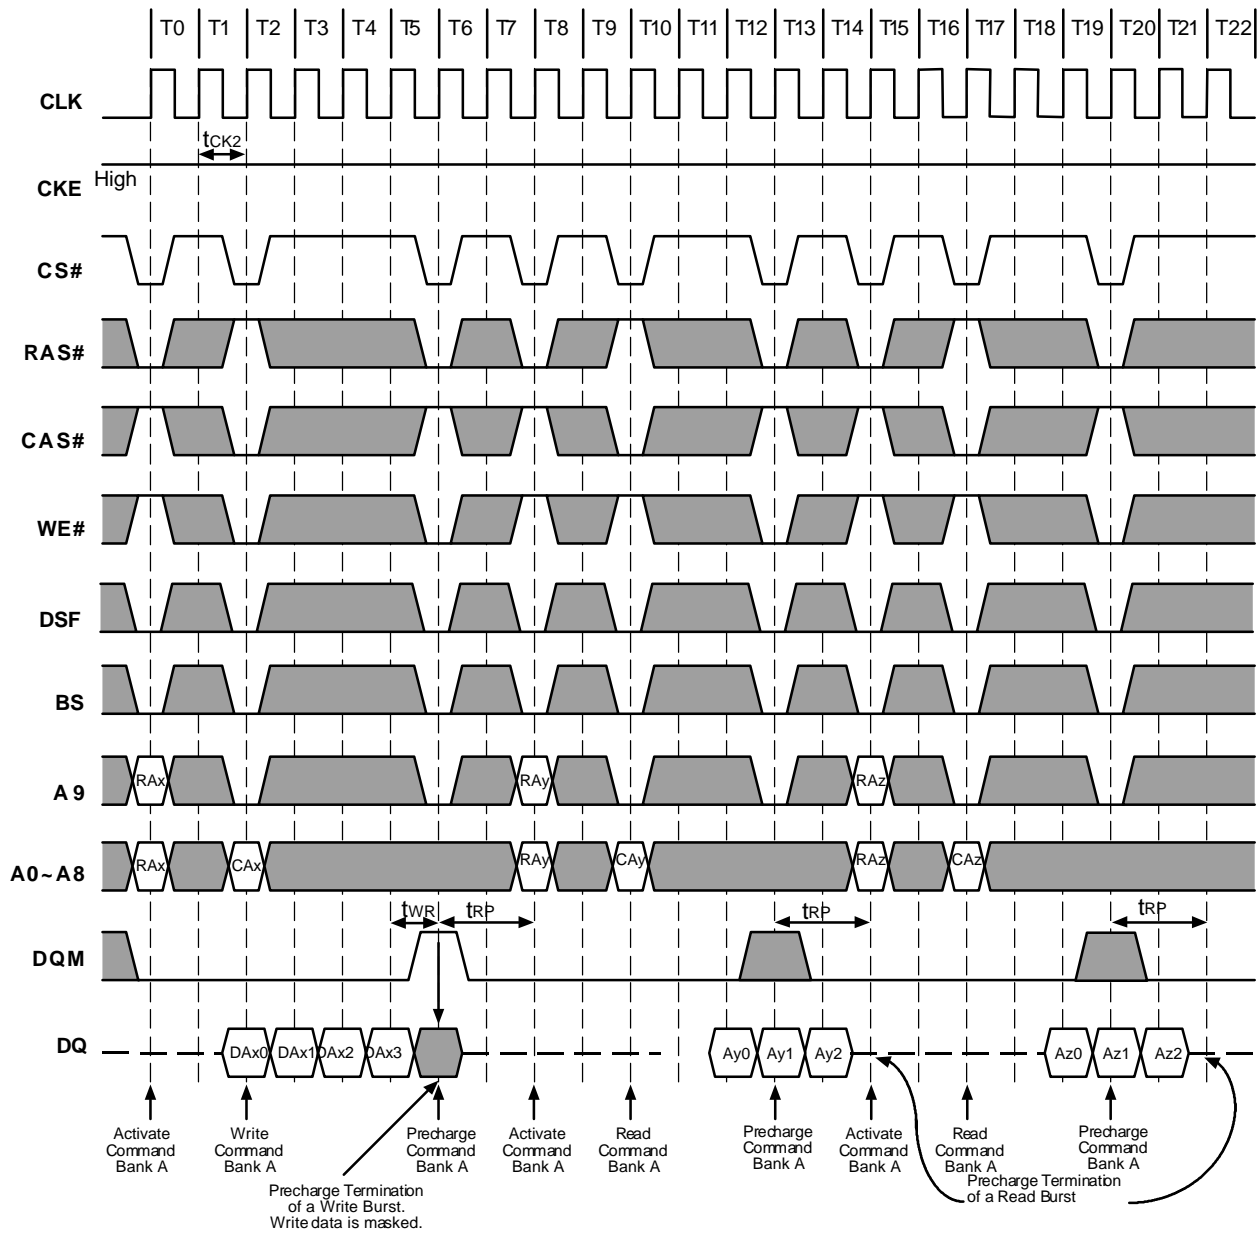 T0 T1 T2 T3 T4 T5 T6 T7 T8 T9 T10 T11 T12 T13 T14 T15 T16 T17 T18 T19 T20 T21 T22
CLK
tCK2
High
CKE
CS#
RAS#
CAS#
WE#
DSF
BS
A9
RAx RAy RAz
A0~A8
RAx CAx RAy CAy RAz CAz
tWR tRP tRP tRP
DQM
DQ
DAx0 DAx1 DAx2 DAx3 Ay0 Ay1 Ay2 Az0 Az1 Az2
Activate
Command
Bank A
Write
Command
Bank A
Precharge
Command
Bank A
Activate
Command
Bank A
Read
Command
Bank A
Precharge
Command
Bank A
Activate
Command
Bank A
Read
Command
Bank A
Precharge
Command
Bank A
Precharge Termination
of a Write Burst.
Write data is masked.
Precharge Termination
of a Read Burst